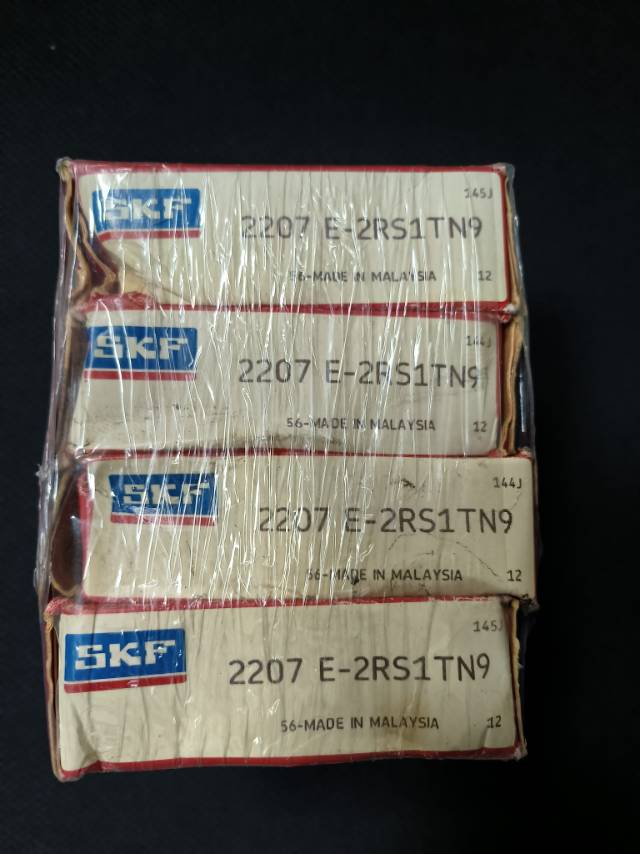 SKF
145J
2207 E-2RS1TN9
56-MADE IN MALAYSIA 12
SKF
144J
2207 E-2RS1TN9
56-MADE IN MALAYSIA 12
SKF
144J
2207 E-2RS1TN9
56-MADE IN MALAYSIA 12
SKF
145J
2207 E-2RS1TN9
56-MADE IN MALAYSIA 12